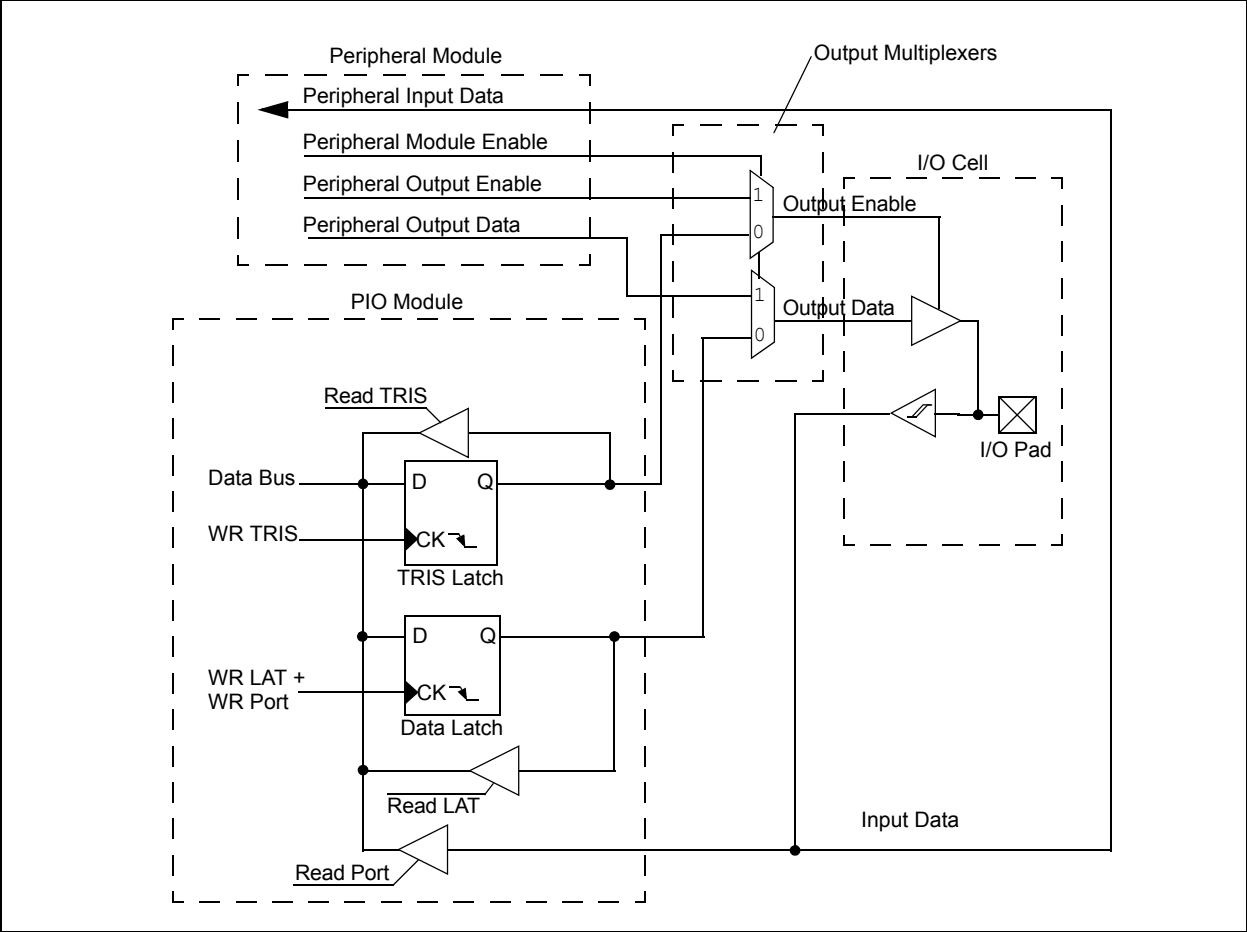 Peripheral Module
Output Multiplexers
Peripheral Input Data
Peripheral Module Enable
Peripheral Output Enable
Peripheral Output Data
1
0
Output Enable
I/O Cell
1
0
Output Data
I/O Pad
PIO Module
Read TRIS
Data Bus
D
Q
WR TRIS
CK
TRIS Latch
D
Q
WR LAT +
WR Port
CK
Data Latch
Read LAT
Input Data
Read Port